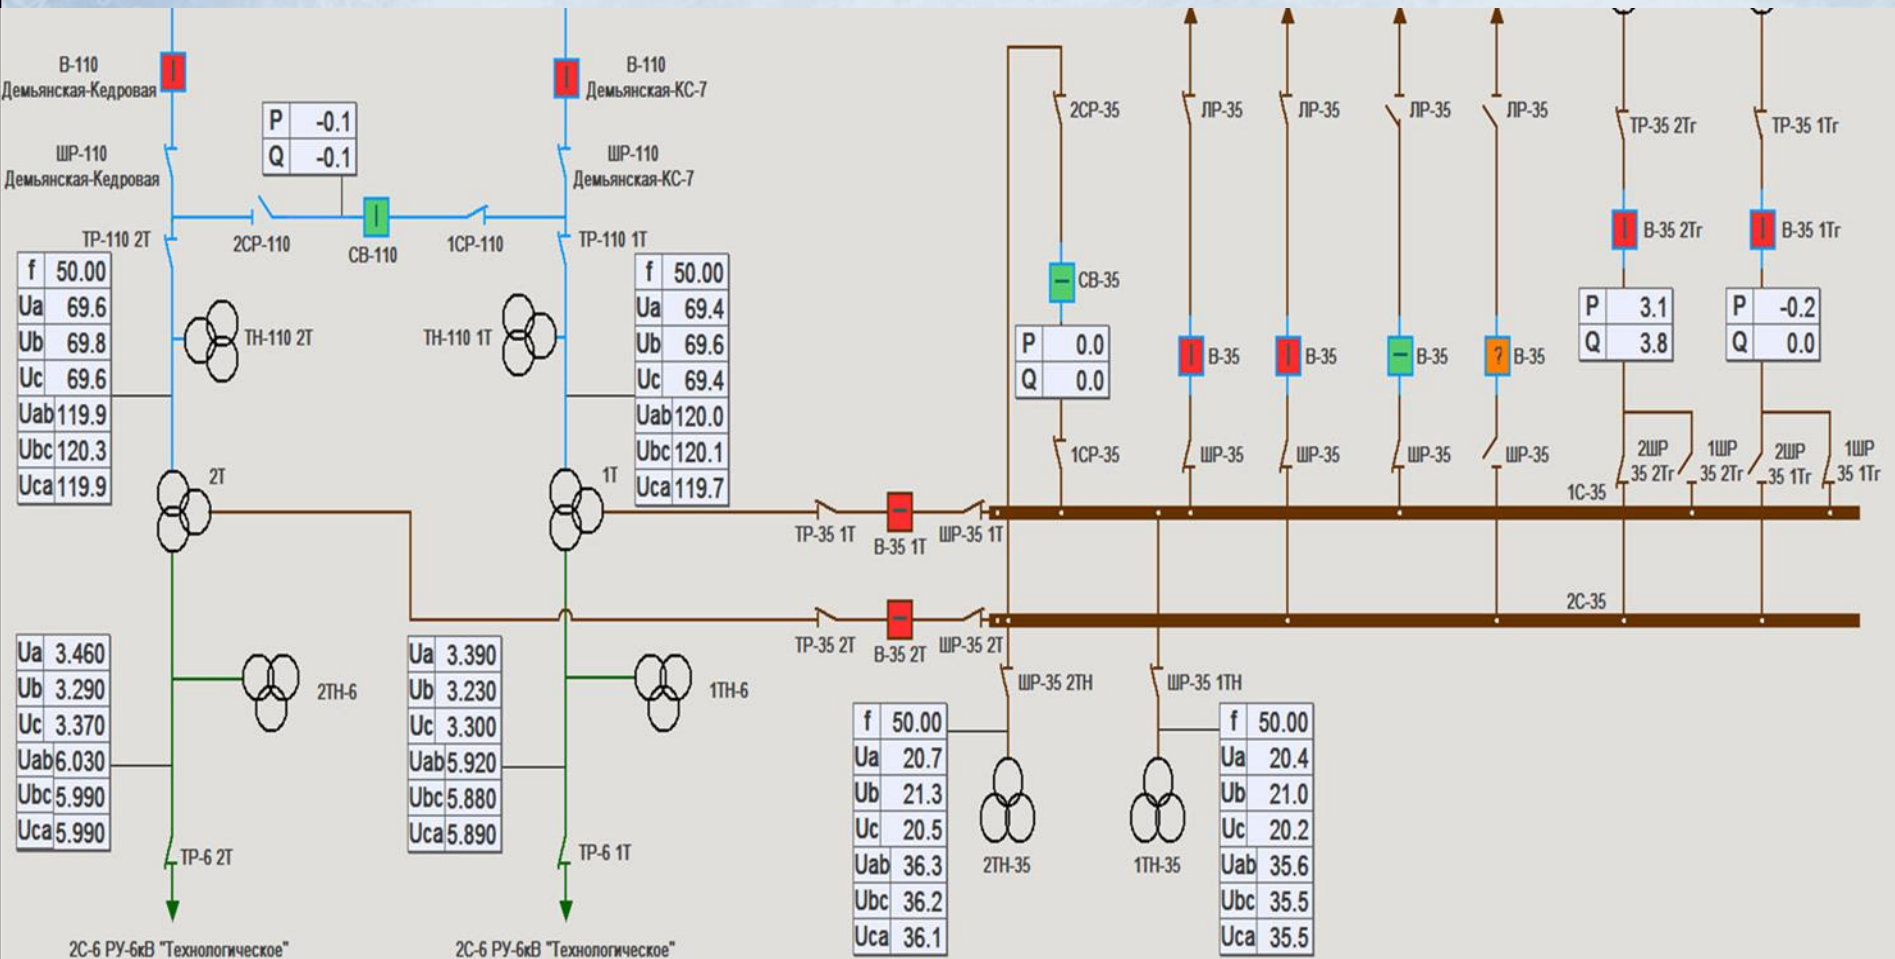 В-110
Демьянская-Кедровая
В-110
Демьянская-КС-7
P -0.1
Q -0.1
ШР-110
Демьянская-Кедровая
ШР-110
Демьянская-КС-7
ТР-110 2Т
2СР-110
СВ-110
1СР-110
ТР-110 1Т
f 50.00
Ua 69.6
Ub 69.8
Uc 69.6
Uab 119.9
Ubc 120.3
Uca 119.9
ТН-110 2Т
ТН-110 1Т
f 50.00
Ua 69.4
Ub 69.6
Uc 69.4
Uab 120.0
Ubc 120.1
Uca 119.7
2Т
1Т
2СР-35
ЛР-35
ЛР-35
ЛР-35
ЛР-35
ТР-35 2Тг
ТР-35 1Тг
СВ-35
В-35 2Тг
В-35 1Тг
P 0.0
Q 0.0
В-35
В-35
В-35
?
В-35
P 3.1
Q 3.8
P -0.2
Q 0.0
1СР-35
ШР-35
ШР-35
ШР-35
ШР-35
2ШР
35 2Тг
1ШР
35 2Тг
2ШР
35 1Тг
1ШР
35 1Тг
1С-35
ТР-35 1Т
В-35 1Т
ШР-35 1Т
2С-35
ТР-35 2Т
В-35 2Т
ШР-35 2Т
Ua 3.460
Ub 3.290
Uc 3.370
Uab 6.030
Ubc 5.990
Uca 5.990
2ТН-6
Ua 3.390
Ub 3.230
Uc 3.300
Uab 5.920
Ubc 5.880
Uca 5.890
1ТН-6
ШР-35 2ТН
ШР-35 1ТН
f 50.00
Ua 20.7
Ub 21.3
Uc 20.5
Uab 36.3
Ubc 36.2
Uca 36.1
2ТН-35
1ТН-35
f 50.00
Ua 20.4
Ub 21.0
Uc 20.2
Uab 35.6
Ubc 35.5
Uca 35.5
ТР-6 2Т
ТР-6 1Т
2С-6 РУ-6кВ "Технологическое"
2С-6 РУ-6кВ "Технологическое"